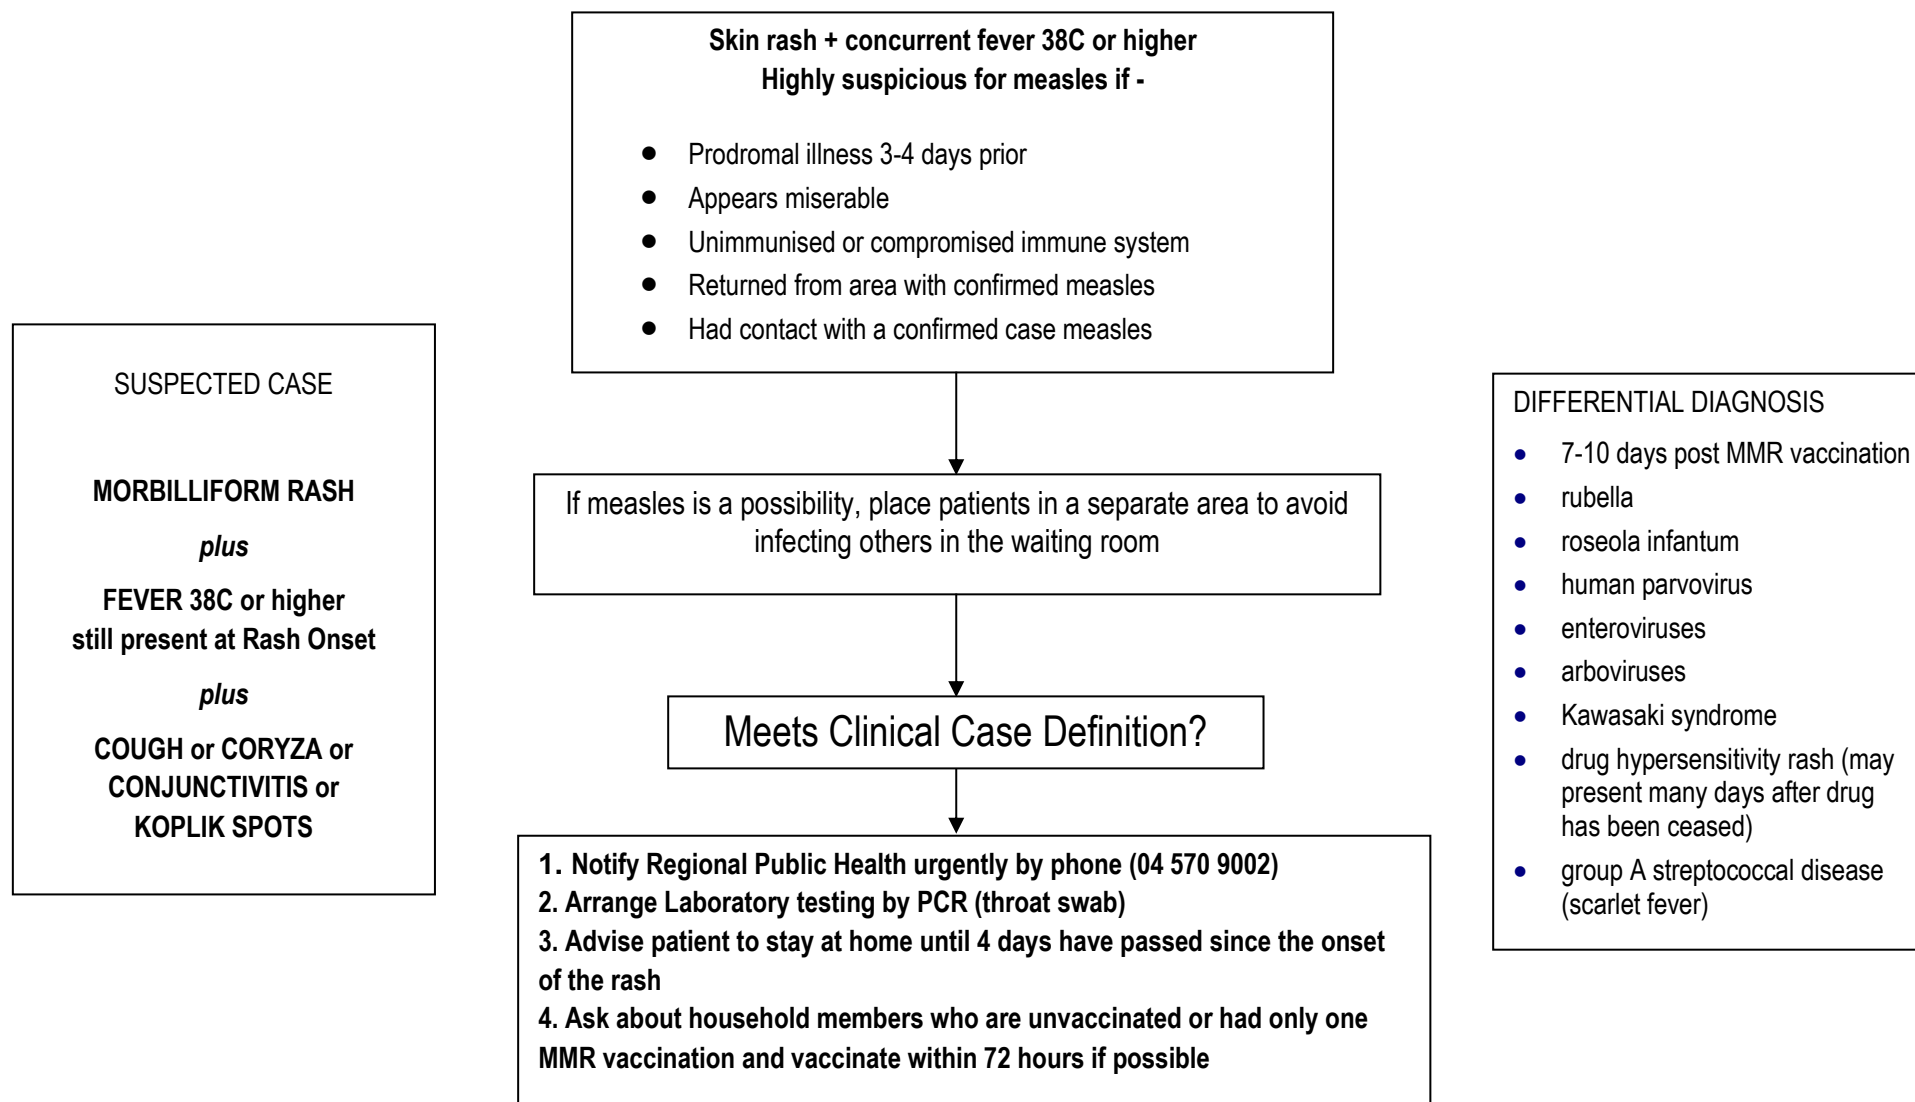 Skin rash + concurrent fever 38C or higher
Highly suspicious for measles if -
● Prodromal illness 3-4 days prior
● Appears miserable
● Unimmunised or compromised immune system
● Returned from area with confirmed measles
● Had contact with a confirmed case measles
SUSPECTED CASE
MORBILLIFORM RASH
plus
FEVER 38C or higher
still present at Rash Onset
plus
COUGH or CORYZA or
CONJUNCTIVITIS or
KOPLIK SPOTS
If measles is a possibility, place patients in a separate area to avoid
infecting others in the waiting room
Meets Clinical Case Definition?
1. Notify Regional Public Health urgently by phone (04 570 9002)
2. Arrange Laboratory testing by PCR (throat swab)
3. Advise patient to stay at home until 4 days have passed since the onset
of the rash
4. Ask about household members who are unvaccinated or had only one
MMR vaccination and vaccinate within 72 hours if possible
DIFFERENTIAL DIAGNOSIS
● 7-10 days post MMR vaccination
● rubella
● roseola infantum
● human parvovirus
● enteroviruses
● arboviruses
● Kawasaki syndrome
● drug hypersensitivity rash (may
present many days after drug
has been ceased)
● group A streptococcal disease
(scarlet fever)